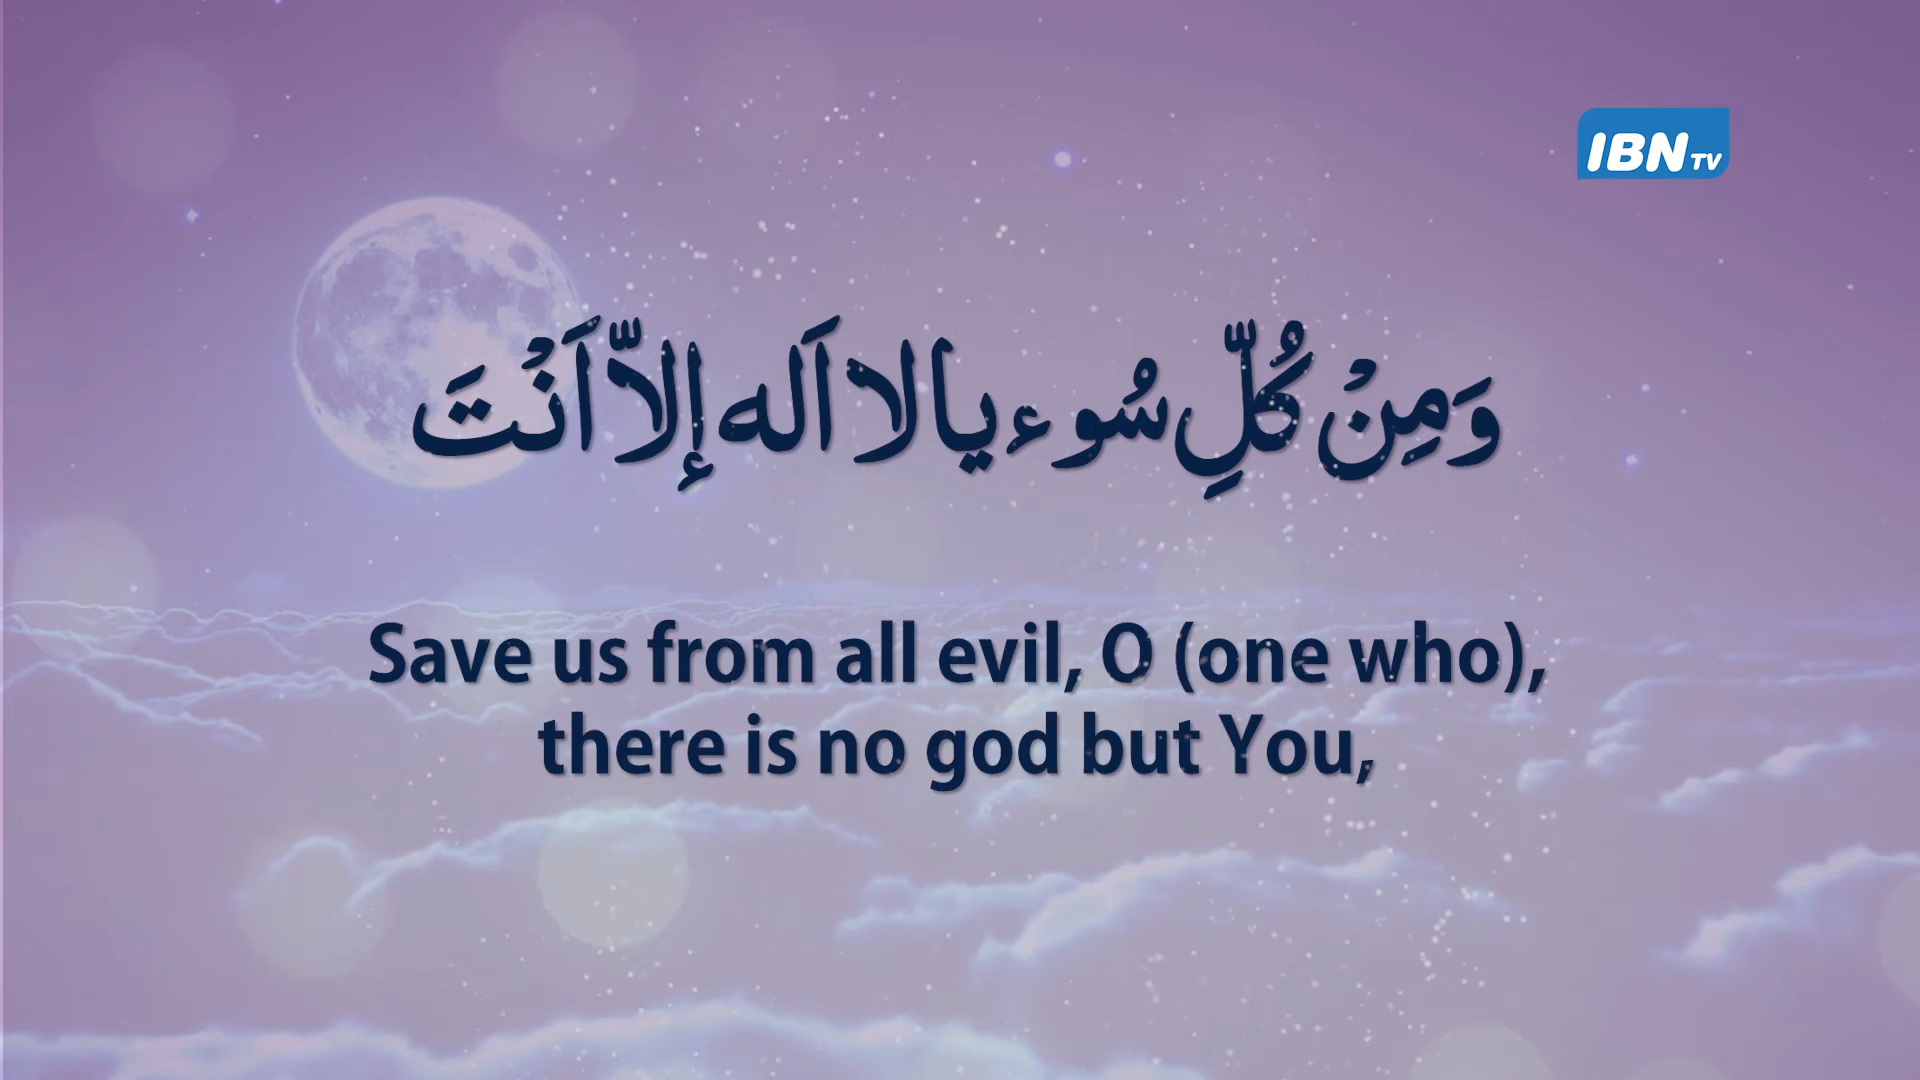 IBN TV
وَمِنْ كُلِّ سُوء يا لا اَله إلاّ اَنْتَ
Save us from all evil, O (one who),
there is no god but You,